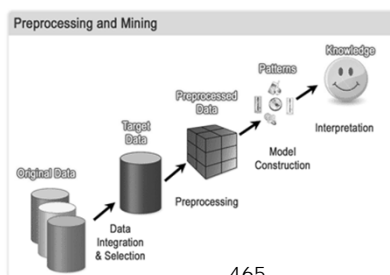 Preprocessing and Mining
Knowledge
Patterns
Preprocessed
Data
Target
Data
Original Data
Interpretation
Model
Construction
Preprocessing
Data
Integration
& Selection
465